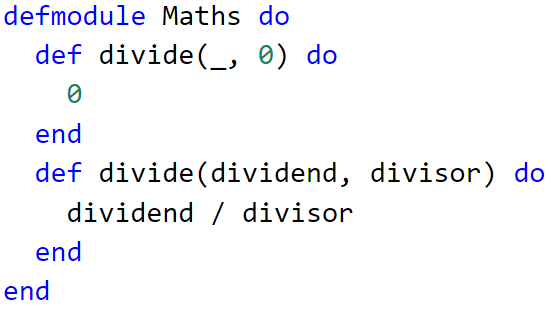 defmodule Maths do
  def divide(_, 0) do
    0
  end
  def divide(dividend, divisor) do
    dividend / divisor
  end
end